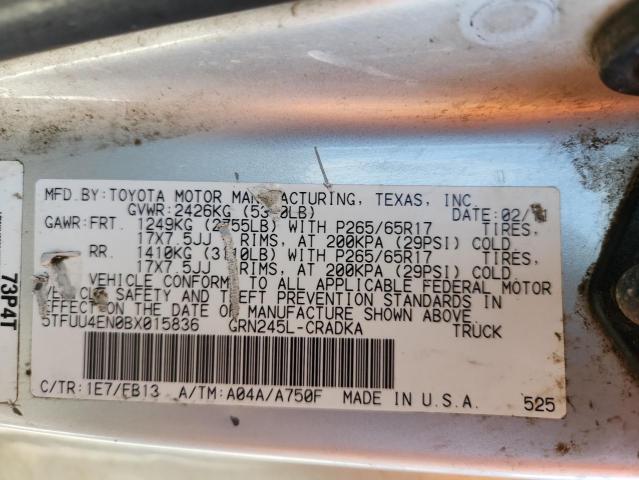 MFD.BY:TOYOTA MOTOR MANUFACTURING, TEXAS, INC.
GVWR:2426KG (5350LB) DATE:02/11
GAWR:FRT. 1249KG (2755LB) WITH P265/65R17 TIRES,
17X7.5JJ RIMS, AT 200KPA (29PSI) COLD.
RR. 1410KG (3110LB) WITH P265/65R17 TIRES,
17X7.5JJ RIMS, AT 200KPA (29PSI) COLD.
VEHICLE CONFORMS TO ALL APPLICABLE FEDERAL MOTOR
VEHICLE SAFETY AND THEFT PREVENTION STANDARDS IN
EFFECT ON THE DATE OF MANUFACTURE SHOWN ABOVE.
5TFUU4EN0BX015836 GRN245L-CRADKA TRUCK
C/TR:1E7/FB13 A/TM:A04A/A750F MADE IN U.S.A. 525
73P4T